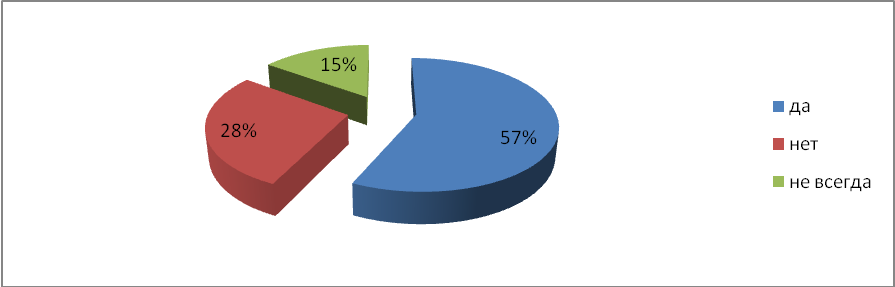 15%
28%
57%
да
нет
не всегда